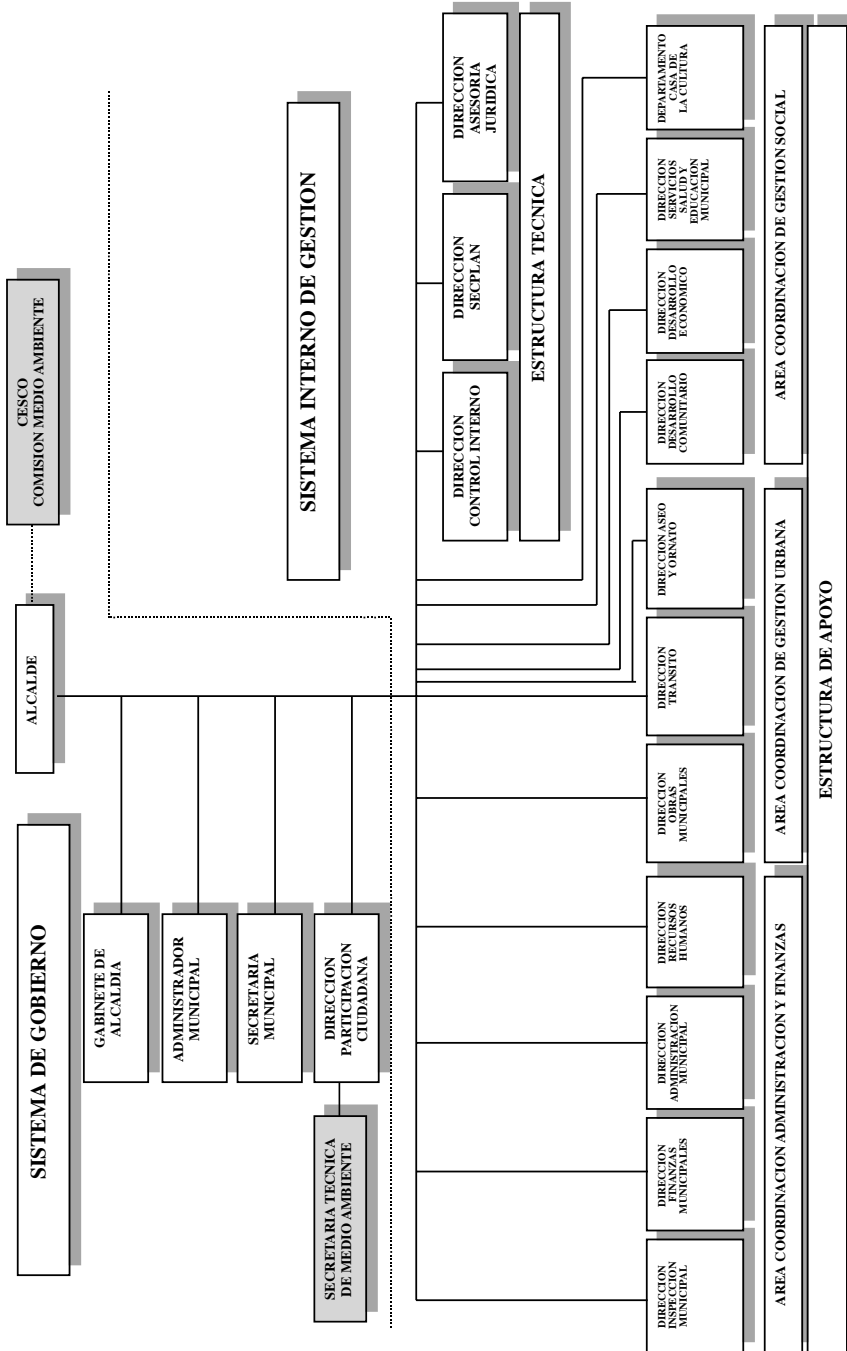 CESCO
COMISION MEDIO AMBIENTE
ALCALDE
SISTEMA DE GOBIERNO
GABINETE DE
ALCALDIA
ADMINISTRADOR
MUNICIPAL
SECRETARIA
MUNICIPAL
DIRECCION
PARTICIPACION
CIUDADANA
SECRETARIA TECNICA
DE MEDIO AMBIENTE
SISTEMA INTERNO DE GESTION
DIRECCION
CONTROL INTERNO
DIRECCION
SECPLAN
DIRECCION
ASESORIA
JURIDICA
ESTRUCTURA TECNICA
DIRECCION
INSPECCION
MUNICIPAL
DIRECCION
FINANZAS
MUNICIPALES
DIRECCION
ADMINISTRACION
MUNICIPAL
DIRECCION
RECURSOS
HUMANOS
DIRECCION
OBRAS
MUNICIPALES
DIRECCION
TRANSITO
DIRECCION ASEO
Y ORNATO
DIRECCION
DESARROLLO
COMUNITARIO
DIRECCION
DESARROLLO
ECONOMICO
DIRECCION
SERVICIOS
SALUD Y
EDUCACION
MUNICIPAL
DEPARTAMENTO
CASA DE
LA CULTURA
AREA COORDINACION ADMINISTRACION Y FINANZAS
AREA COORDINACION DE GESTION URBANA
AREA COORDINACION DE GESTION SOCIAL
ESTRUCTURA DE APOYO